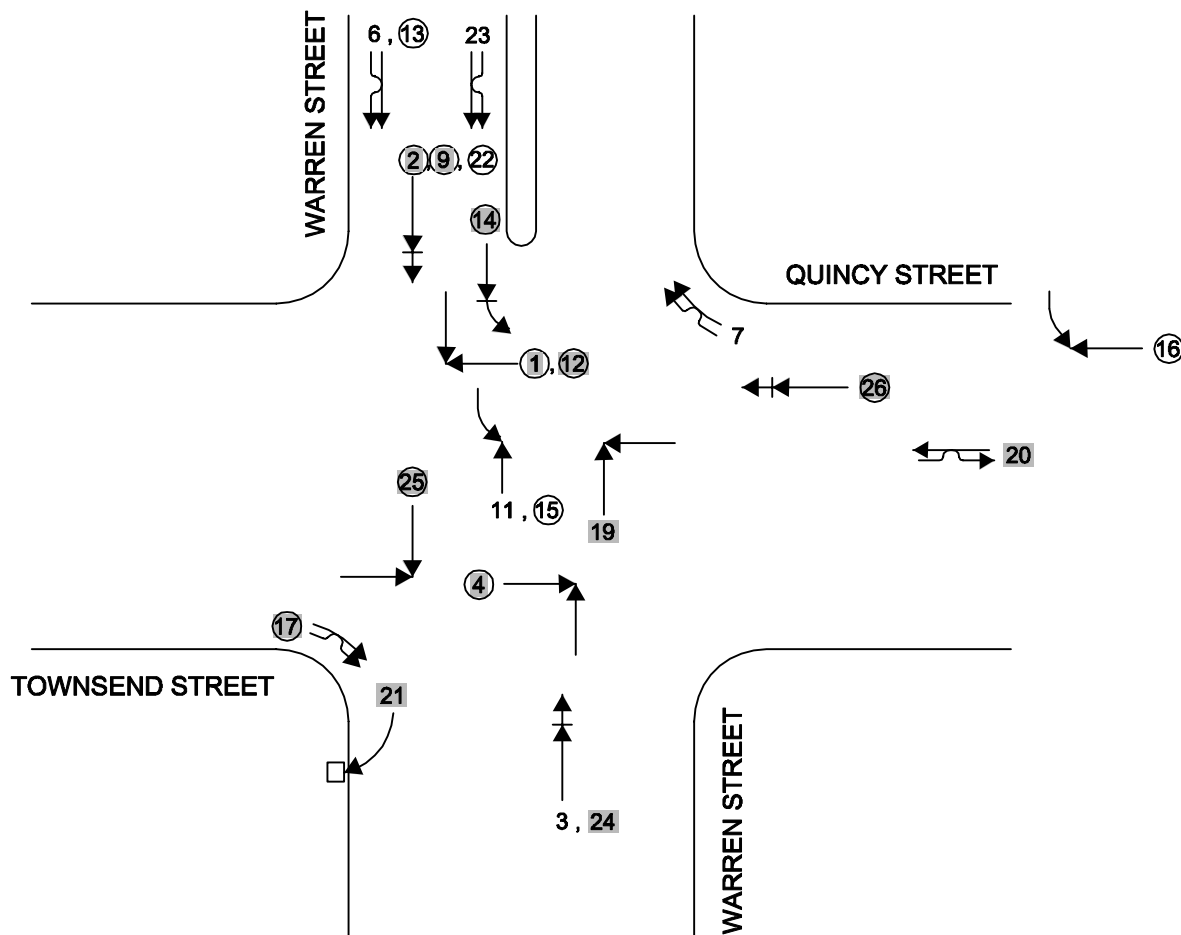 WARREN STREET
6 , 13
23
2 , 9 , 22
14
QUINCY STREET
7
1 , 12
16
26
20
25
11 , 15
19
4
17
TOWNSEND STREET
21
3 , 24
WARREN STREET